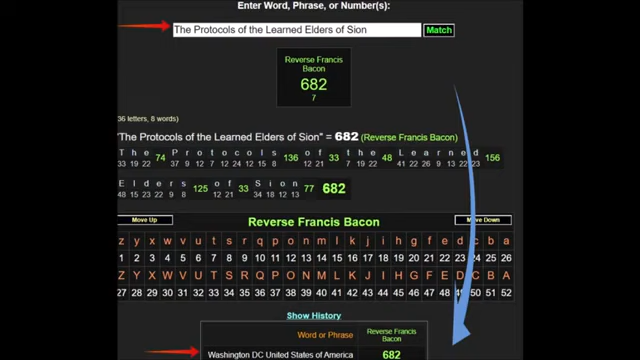 Enter Word, Phrase, or Number(s):
The Protocols of the Learned Elders of Sion Match
Reverse Francis
Bacon
682
7
(36 letters, 8 words)
"The Protocols of the Learned Elders of Sion" = 682 (Reverse Francis Bacon)
T h e 74 P r o t o c o l s 136 o f 33 t h e 48 L e a r n e d 156
33 19 22 37 9 12 7 12 24 12 15 8 12 21 7 19 22 41 22 26 9 13 22 23
E l d e r s 125 o f 33 S i o n 77 682
48 15 23 22 9 8 12 21 34 18 12 13
Move Up Reverse Francis Bacon Move Down
z y x w v u t s r q p o n m l k j i h g f e d c b a
1 2 3 4 5 6 7 8 9 10 11 12 13 14 15 16 17 18 19 20 21 22 23 24 25 26
Z Y X W V U T S R Q P O N M L K J I H G F E D C B A
27 28 29 30 31 32 33 34 35 36 37 38 39 40 41 42 43 44 45 46 47 48 49 50 51 52
Show History
Word or Phrase Reverse Francis
Bacon
Washington DC United States of America 682